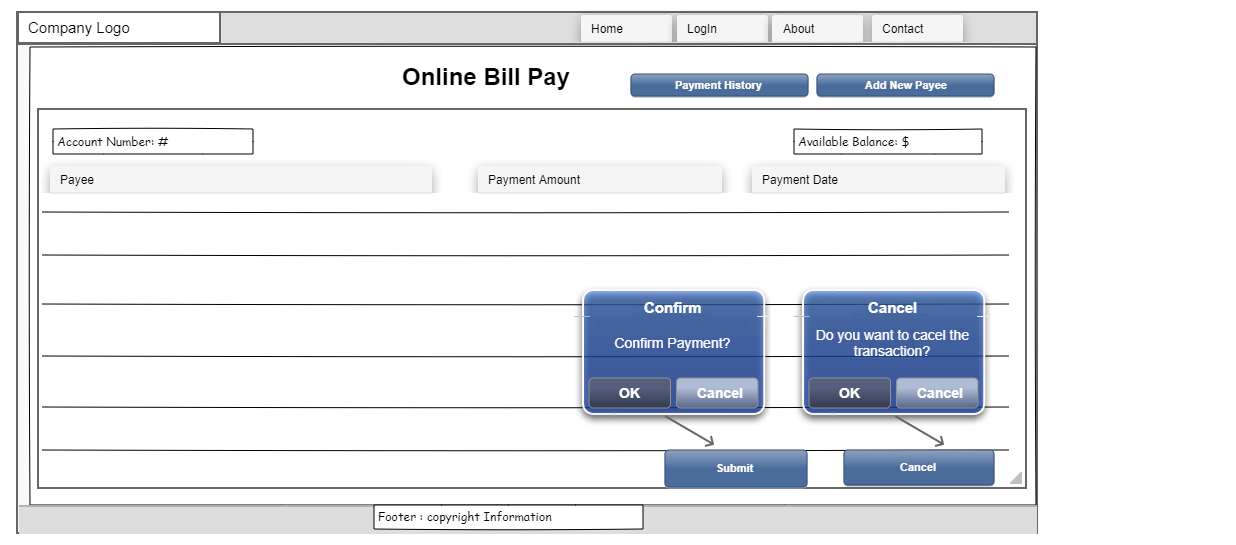 Company Logo
Home
LogIn
About
Contact
Online Bill Pay
Payment History
Add New Payee
Account Number: #
Available Balance: $
Payee
Payment Amount
Payment Date
Confirm
Confirm Payment?
OK
Cancel
Cancel
Do you want to cacel the
transaction?
OK
Cancel
Submit
Cancel
Footer : copyright Information